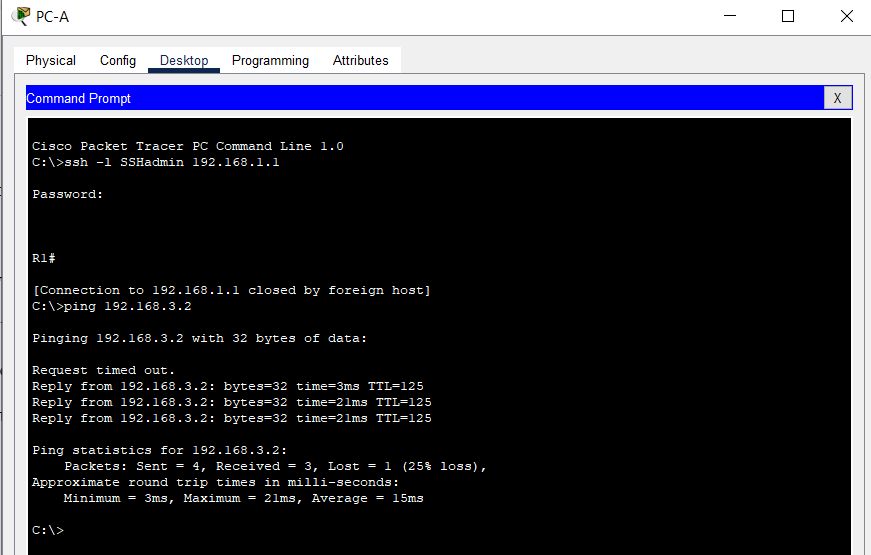 PC-A
Physical Config Desktop Programming Attributes
Command Prompt X
Cisco Packet Tracer PC Command Line 1.0
C:\>ssh -l SSHadmin 192.168.1.1
Password:
R1#
[Connection to 192.168.1.1 closed by foreign host]
C:\>ping 192.168.3.2
Pinging 192.168.3.2 with 32 bytes of data:
Request timed out.
Reply from 192.168.3.2: bytes=32 time=3ms TTL=125
Reply from 192.168.3.2: bytes=32 time=21ms TTL=125
Reply from 192.168.3.2: bytes=32 time=21ms TTL=125
Ping statistics for 192.168.3.2:
Packets: Sent = 4, Received = 3, Lost = 1 (25% loss),
Approximate round trip times in milli-seconds:
Minimum = 3ms, Maximum = 21ms, Average = 15ms
C:\>